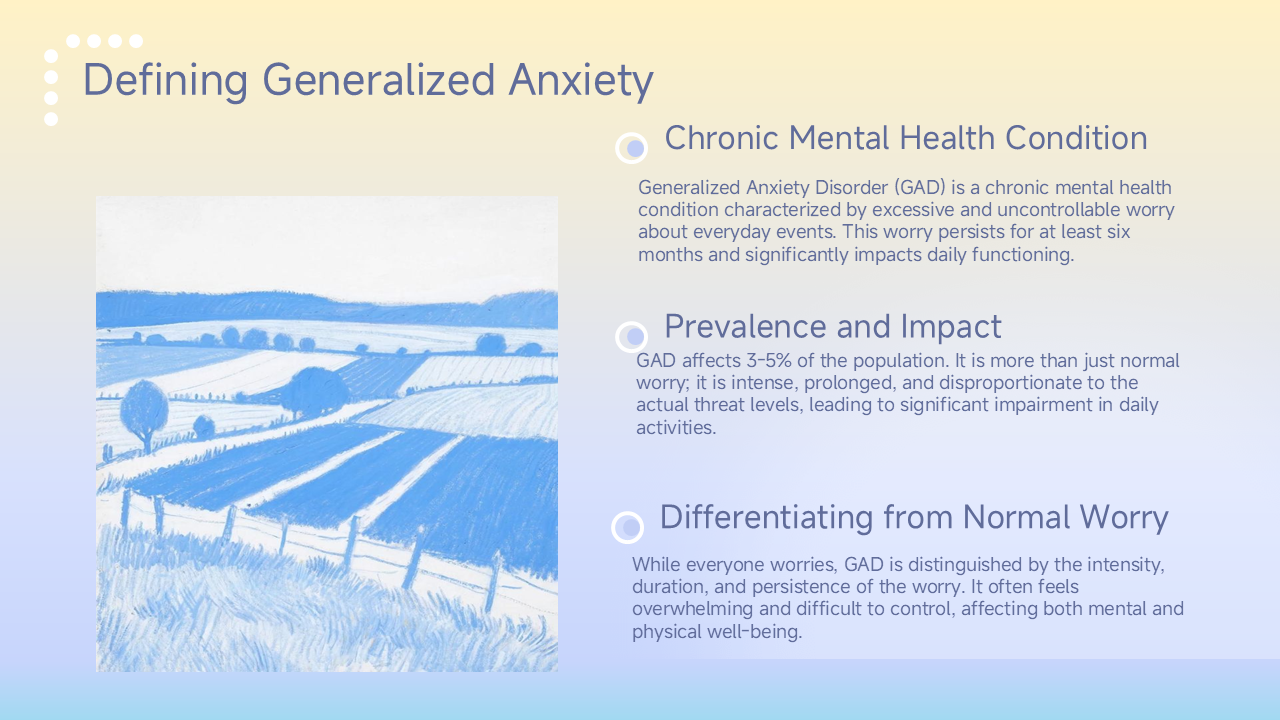 Defining Generalized Anxiety
Chronic Mental Health Condition
Generalized Anxiety Disorder (GAD) is a chronic mental health
condition characterized by excessive and uncontrollable worry
about everyday events. This worry persists for at least six
months and significantly impacts daily functioning.
Prevalence and Impact
GAD affects 3-5% of the population. It is more than just normal
worry; it is intense, prolonged, and disproportionate to the
actual threat levels, leading to significant impairment in daily
activities.
Differentiating from Normal Worry
While everyone worries, GAD is distinguished by the intensity,
duration, and persistence of the worry. It often feels
overwhelming and difficult to control, affecting both mental and
physical well-being.